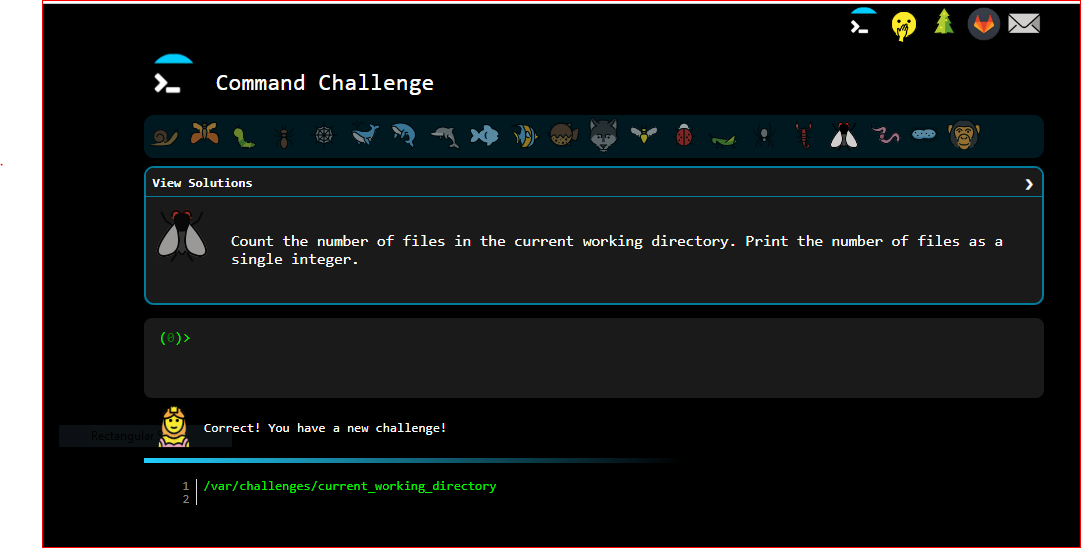 Command Challenge
View Solutions
Count the number of files in the current working directory. Print the number of files as a
single integer.
(0)>
Rectangular
Correct! You have a new challenge!
1 /var/challenges/current_working_directory
2